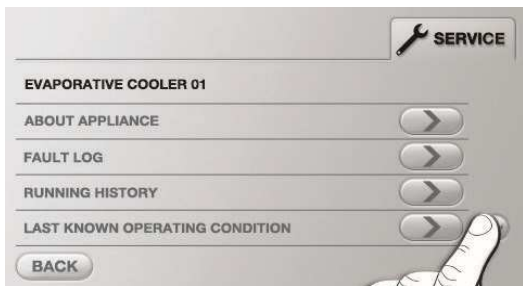 SERVICE
EVAPORATIVE COOLER 01
ABOUT APPLIANCE
FAULT LOG
RUNNING HISTORY
LAST KNOWN OPERATING CONDITION
BACK